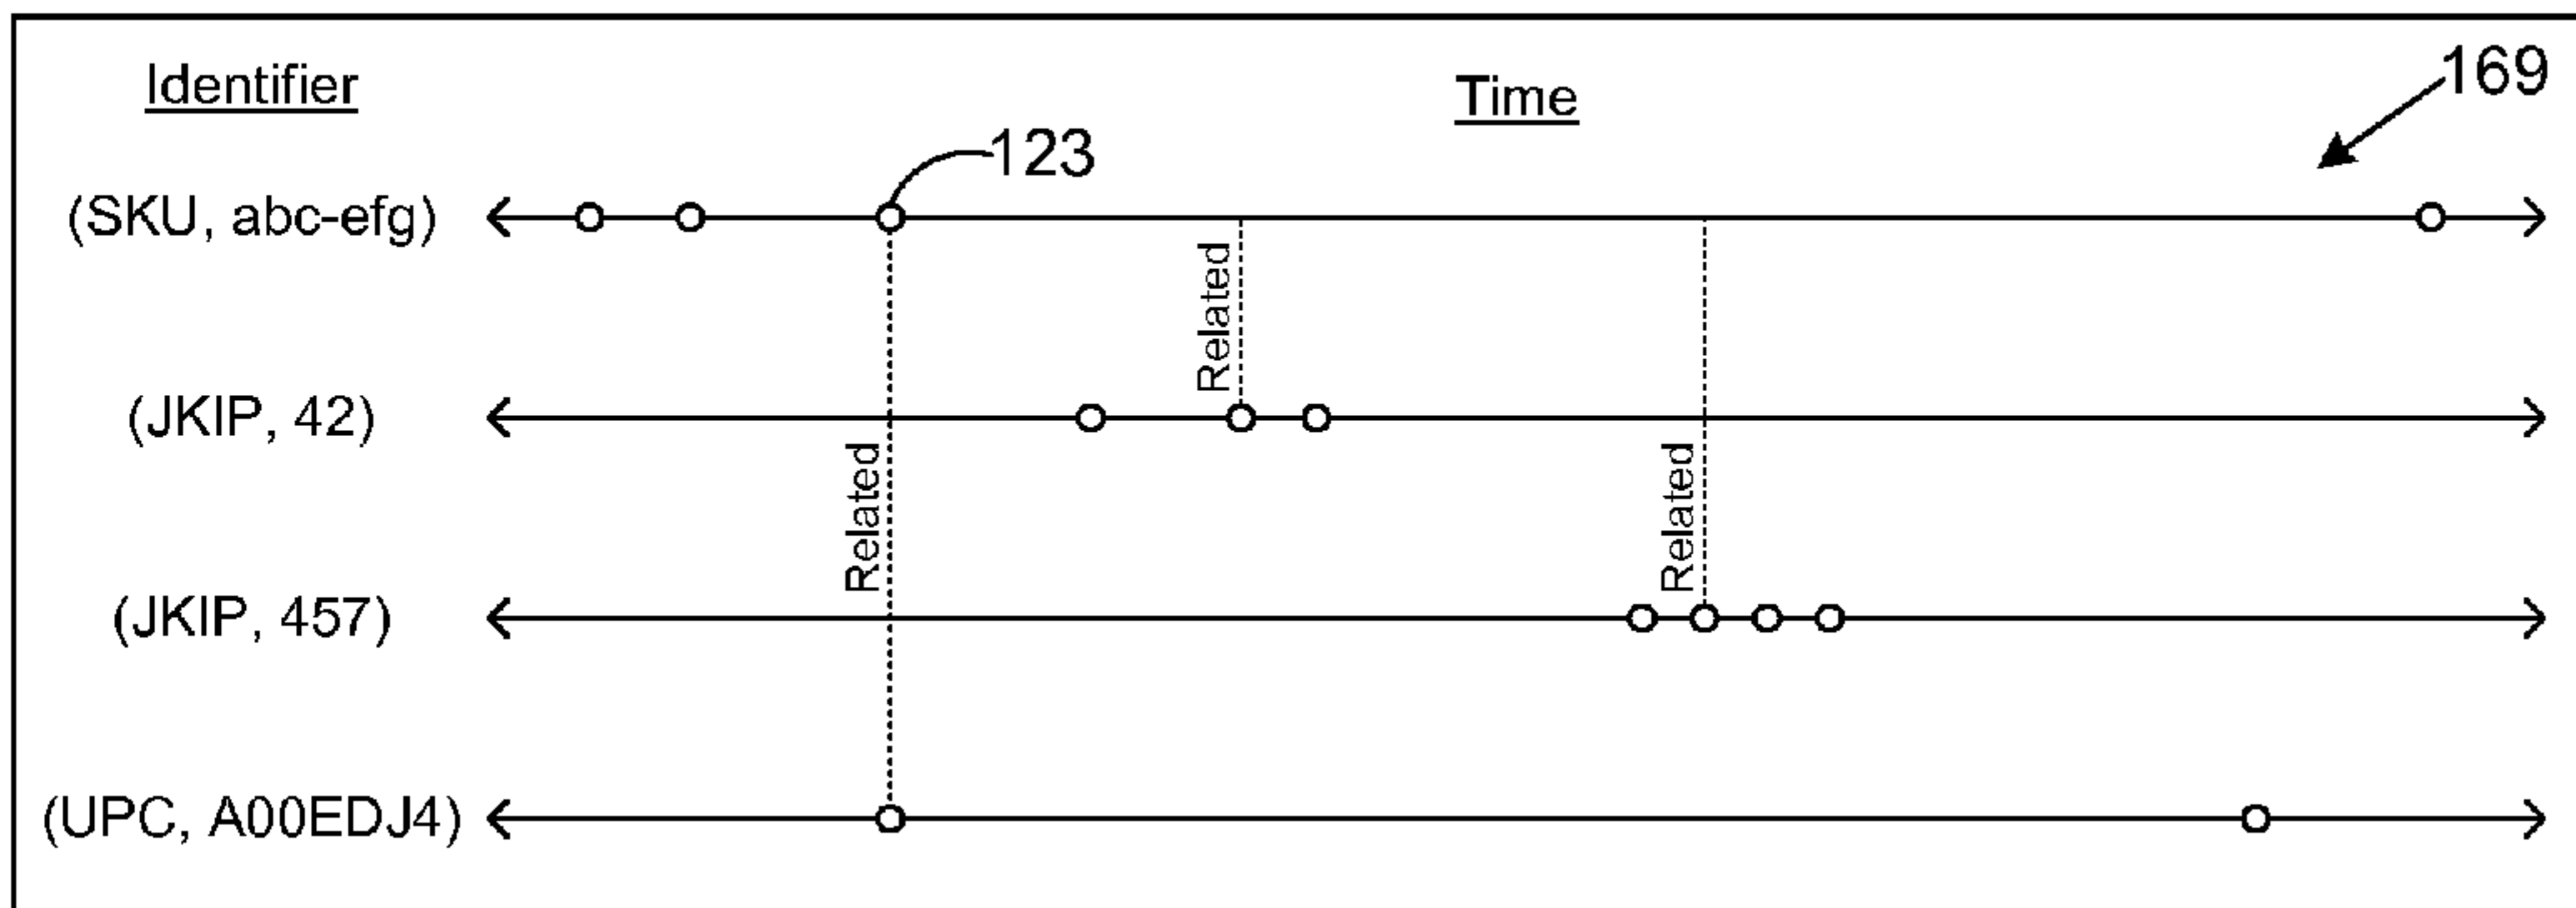 Identifier
Time
169
123
(SKU, abc-efg)
Related
(JKIP, 42)
Related
Related
(JKIP, 457)
(UPC, A00EDJ4)